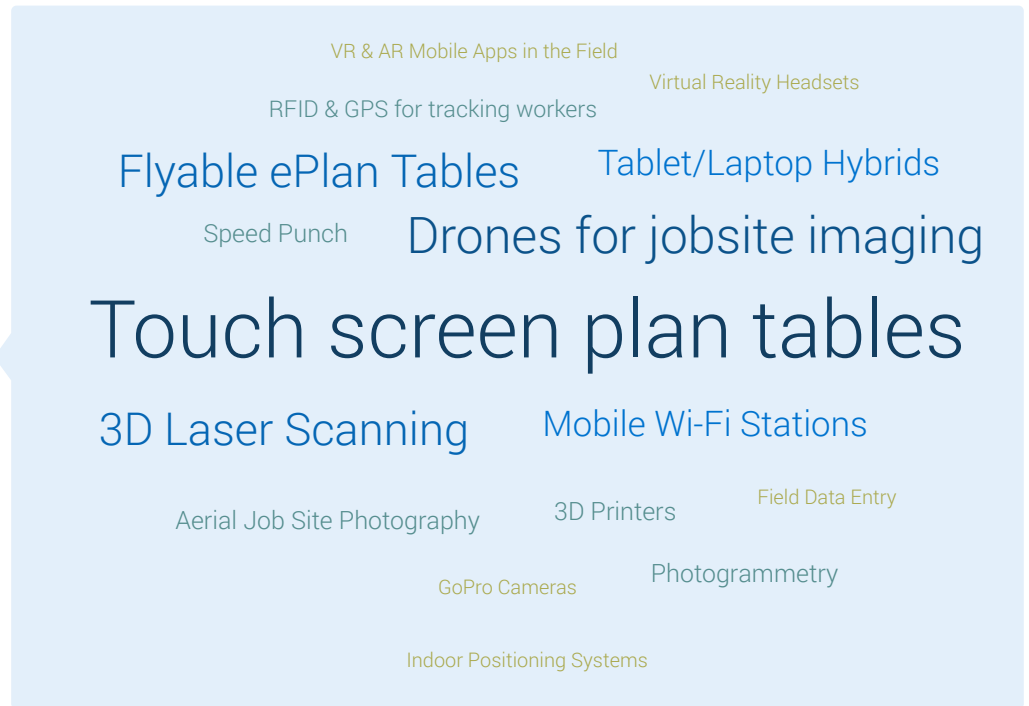 VR & AR Mobile Apps in the Field
Virtual Reality Headsets
RFID & GPS for tracking workers
Flyable ePlan Tables
Tablet/Laptop Hybrids
Speed Punch
Drones for jobsite imaging
Touch screen plan tables
3D Laser Scanning
Mobile Wi-Fi Stations
Field Data Entry
Aerial Job Site Photography
3D Printers
Photogrammetry
GoPro Cameras
Indoor Positioning Systems